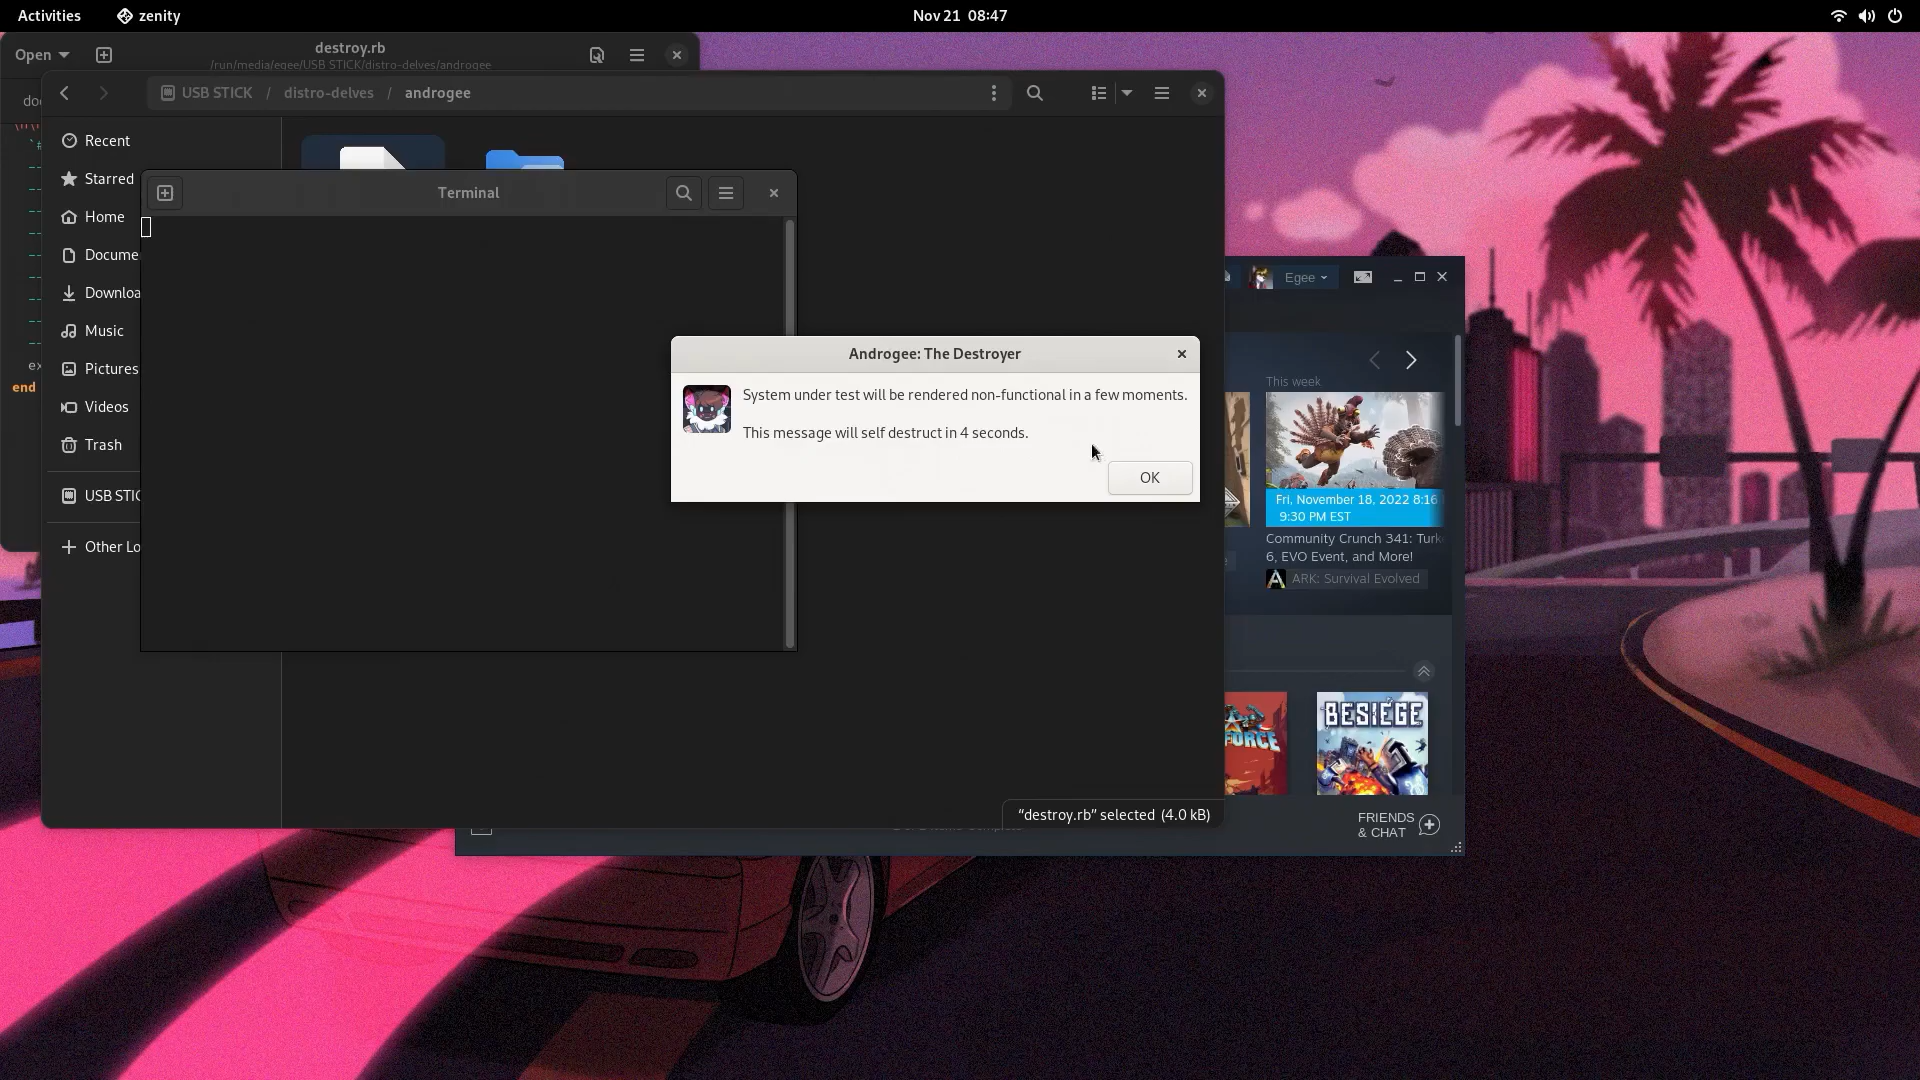 Activities
zenity
Nov 21 08:47
Open
destroy.rb
/run/media/egee/USB STICK/distro-delves/androgee
USB STICK / distro-delves / androgee
Recent
Starred
Home
Docume
Downloa
Music
Pictures
Videos
Trash
USB STIC
Other Lo
end
Terminal
Androgee: The Destroyer
System under test will be rendered non-functional in a few moments.
This message will self destruct in 4 seconds.
OK
Egee
This week
Fri, November 18, 2022 8:16
9:30 PM EST
Community Crunch 341: Turk
6, EVO Event, and More!
ARK: Survival Evolved
FORCE
BESIEGE
"destroy.rb" selected (4.0 kB)
FRIENDS
& CHAT